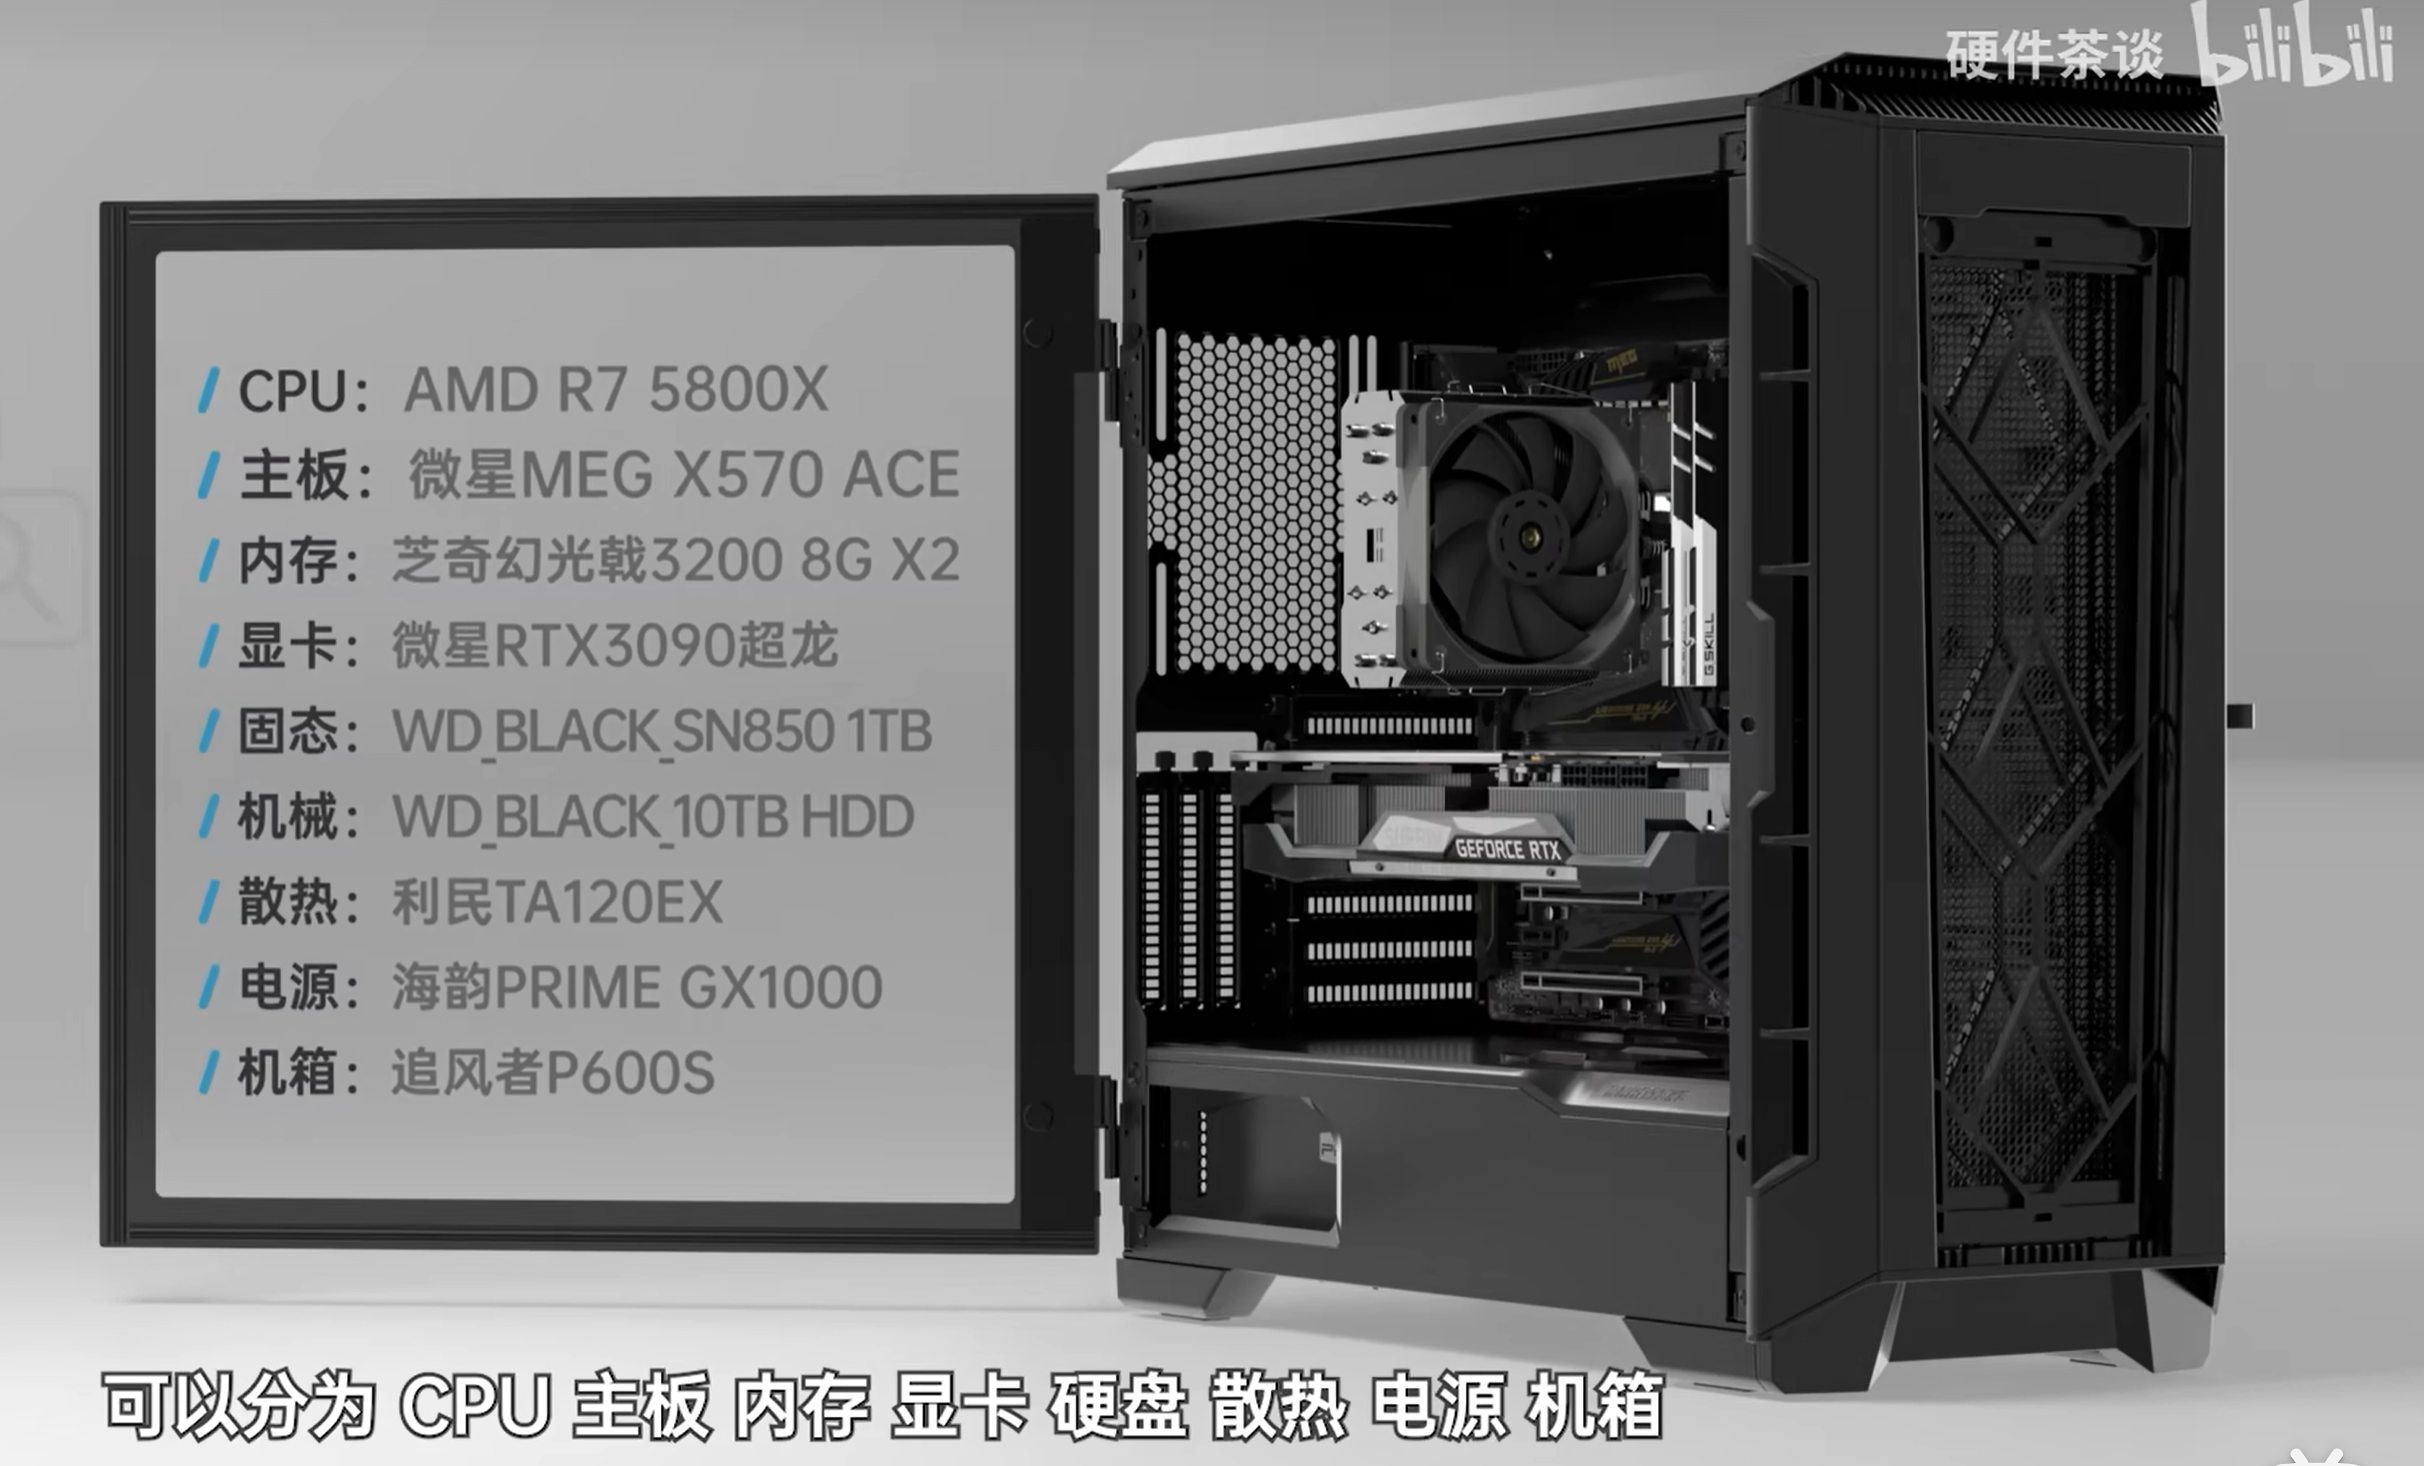 硬件茶谈 bilibili
CPU： AMD R7 5800X
主板： 微星MEG X570 ACE
内存： 芝奇幻光戟3200 8G X2
显卡： 微星RTX3090超龙
固态： WD_BLACK_SN850 1TB
机械： WD_BLACK_10TB HDD
散热： 利民TA120EX
电源： 海韵PRIME GX1000
机箱： 追风者P600S
MEG
G.SKILL
GEFORCE RTX
可以分为 CPU 主板 内存 显卡 硬盘 散热 电源 机箱